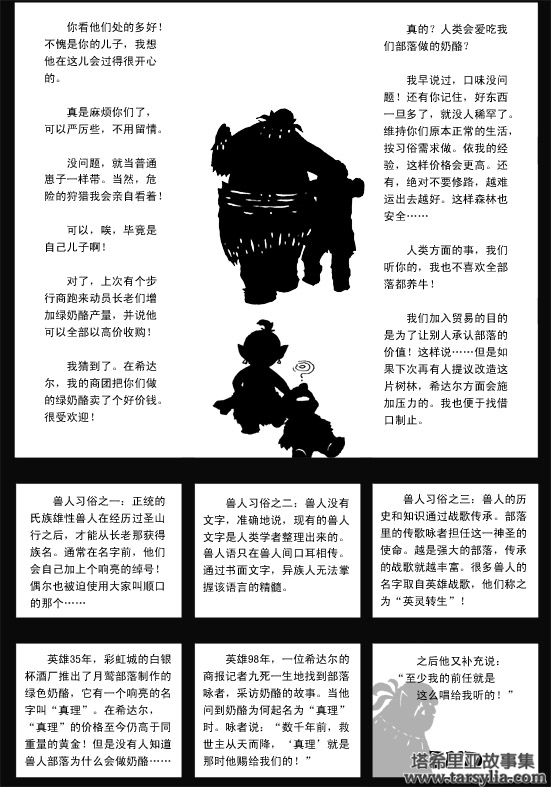 你看他们处的多好！
不愧是你的儿子，我想
他在这儿会过得很开心
的。
真是麻烦你们了，
可以严厉些，不用留情。
没问题，就当普通
崽子一样带。当然，危
险的狩猎我会亲自看着！
可以，唉，毕竟是
自己儿子啊！
对了，上次有个步
行商跑来动员长老们增
加绿奶酪产量，并说他
可以全部以高价收购！
我猜到了。在希达
尔，我的商团把你们做
的绿奶酪卖了个好价钱。
很受欢迎！
真的？人类会爱吃我
们部落做的奶酪？
我早说过，口味没问
题！还有你记住，好东西
一旦多了，就没人稀罕了。
维持你们原本正常的生活，
按习俗需求做。依我的经
验，这样价格会更高。还
有，绝对不要修路，越难
运出去越好。这样森林也
安全……
人类方面的事，我们
听你的，我也不喜欢全部
落都养牛！
我们加入贸易的目的
是为了让别人承认部落的
价值！这样说……但是如
果下次再有人提议改造这
片树林，希达尔方面会施
加压力的。我也便于找借
口制止。
兽人习俗之一：正统的
氏族雄性兽人在经历过圣山
行之后，才能从长老那获得
族名。通常在名字前，他们
会自己加上个响亮的绰号！
偶尔也被迫使用大家叫顺口
的那个……
兽人习俗之二：兽人没有
文字，准确地说，现有的兽人
文字是人类学者整理出来的。
兽人语只在兽人间口耳相传。
通过书面文字，异族人无法掌
握该语言的精髓。
兽人习俗之三：兽人的历
史和知识通过战歌传承。部落
里的传歌咏者担任这一神圣的
使命。越是强大的部落，传承
的战歌就越丰富。很多兽人的
名字取自英雄战歌，他们称之
为“英灵转生”！
英雄35年，彩虹城的白银
杯酒厂推出了月鹫部落制作的
绿色奶酪，它有一个响亮的名
字叫“真理”。在希达尔，
“真理”的价格至今仍高于同
重量的黄金！但是没有人知道
兽人部落为什么会做奶酪……
英雄98年，一位希达尔的
商报记者九死一生地找到部落
咏者，采访奶酪的故事。当他
问到奶酪为何起名为“真理”
时。咏者说：“数千年前，救
世主从天而降，‘真理’就是
那时他赐给我们的！”
之后他又补充说：
“至少我的前任就是
这么唱给我听的！”
END
塔希里亚故事集
www.tarsylia.com